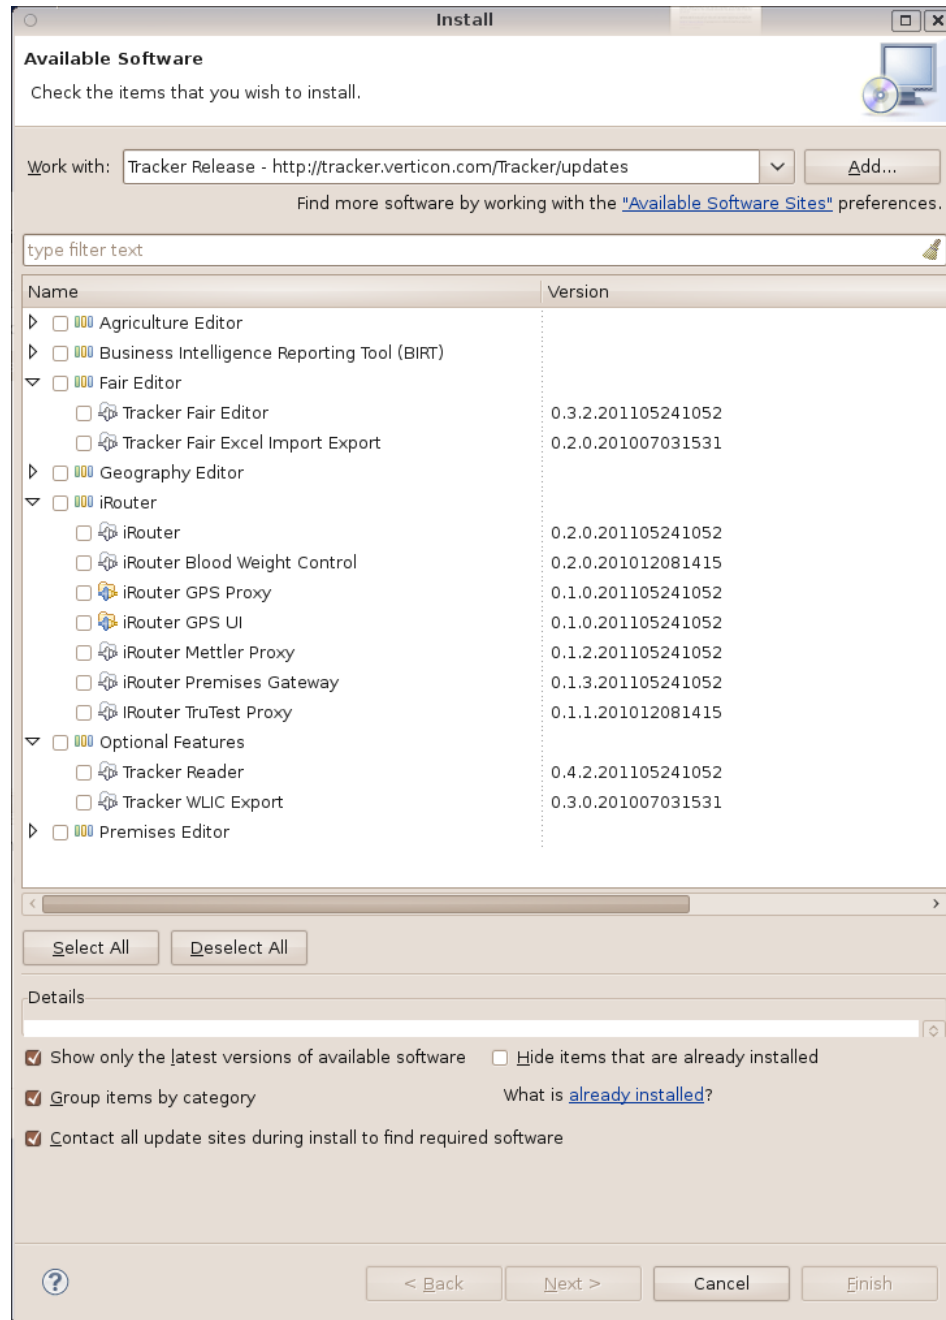 Install
Available Software
Check the items that you wish to install.
Work with: Tracker Release - http://tracker.verticon.com/Tracker/updates Add...
Find more software by working with the "Available Software Sites" preferences.
type filter text
Name Version
Agriculture Editor
Business Intelligence Reporting Tool (BIRT)
Fair Editor
Tracker Fair Editor 0.3.2.201105241052
Tracker Fair Excel Import Export 0.2.0.201007031531
Geography Editor
iRouter
iRouter 0.2.0.201105241052
iRouter Blood Weight Control 0.2.0.201012081415
iRouter GPS Proxy 0.1.0.201105241052
iRouter GPS UI 0.1.0.201105241052
iRouter Mettler Proxy 0.1.2.201105241052
iRouter Premises Gateway 0.1.3.201105241052
IRouter TruTest Proxy 0.1.1.201012081415
Optional Features
Tracker Reader 0.4.2.201105241052
Tracker WLIC Export 0.3.0.201007031531
Premises Editor
Select All Deselect All
Details
Show only the latest versions of available software Hide items that are already installed
Group items by category What is already installed?
Contact all update sites during install to find required software
? < Back Next > Cancel Finish